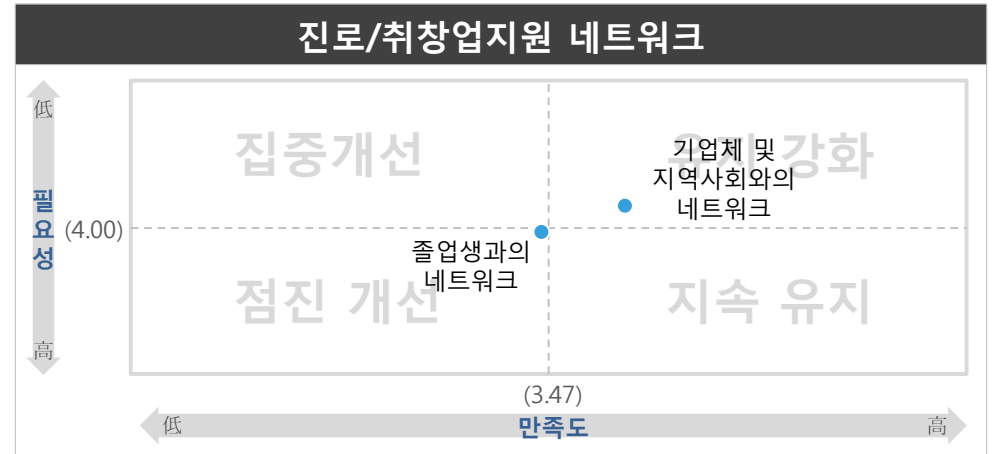 진로/취창업지원 네트워크
低
집중개선
유지 강화
기업체 및
지역사회와의
네트워크
필
요
성
(4.00)
졸업생과의
네트워크
점진 개선
지속 유지
高
(3.47)
低
만족도
高